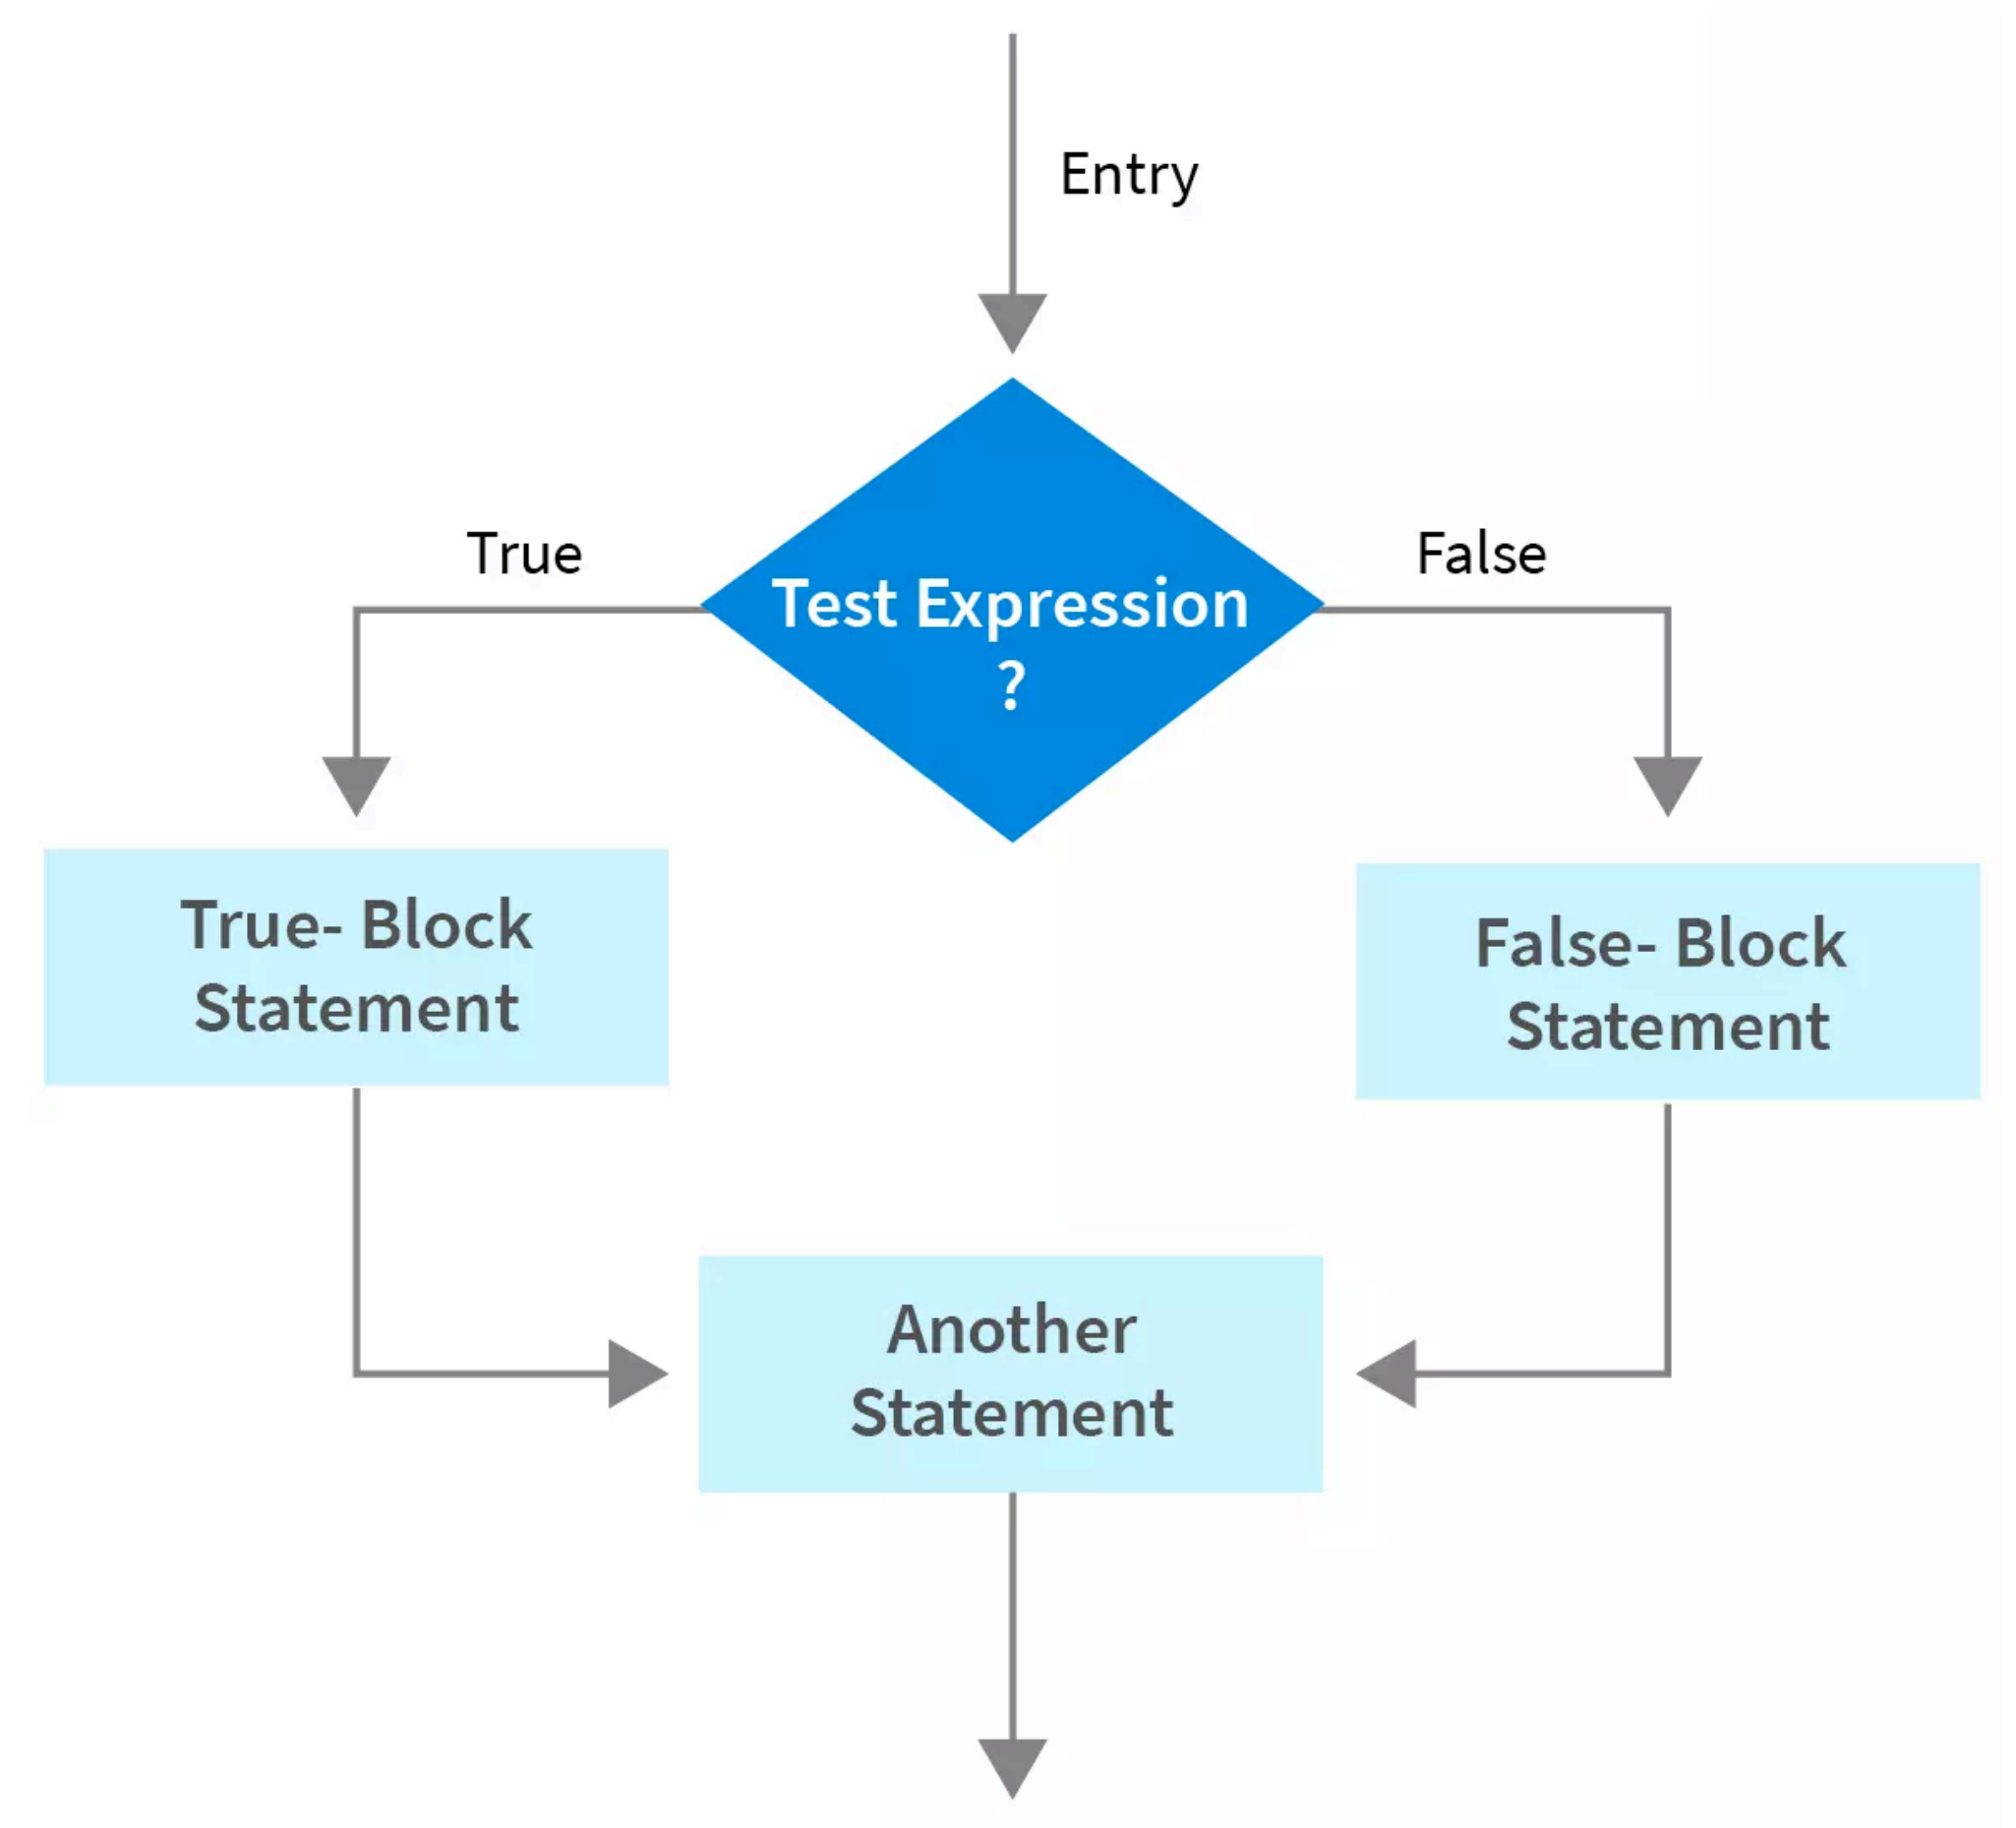 Entry
True
False
Test Expression
?
True- Block
Statement
False- Block
Statement
Another
Statement